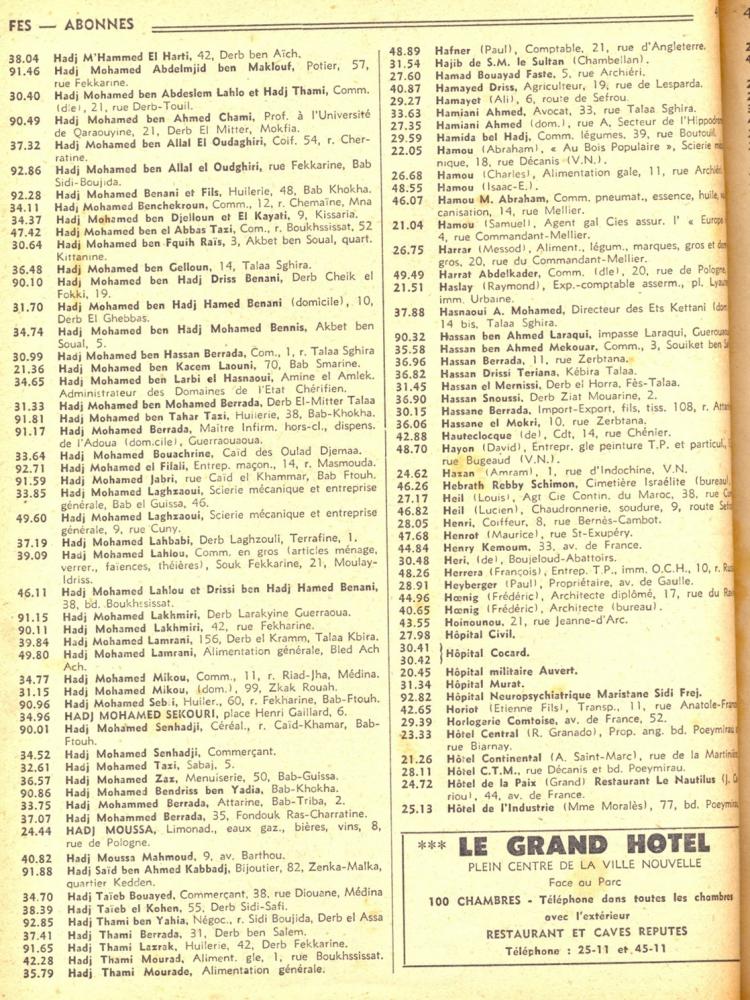 FES — ABONNES
38.04 Hadj M'Hammed El Harti, 42, Derb ben Aïch.
91.46 Hadj Mohamed Abdelmjid ben Maklouf, Potier, 57,
rue Fekkarine.
30.40 Hadj Mohamed ben Abdeslem Lahlo et Hadj Thami, Comm.
(dle), 21, rue Derb-Touil.
90.49 Hadj Mohamed ben Ahmed Chami, Prof. à l'Université
de Qaraouyine, 21, Derb El Mitter, Mokfia.
37.32 Hadj Mohamed ben Allal El Oudaghiri, Coif. 54, r. Cher-
ratine.
92.86 Hadj Mohamed ben Allal el Oudghiri, rue Fekkarine, Bab
Sidi-Boujida.
92.28 Hadj Mohamed Benani et Fils, Huilerie, 48, Bab Khokha.
34.11 Hadj Mohamed Benchekroun, Comm., 12, r. Chemaïne, Mna
34.37 Hadj Mohamed ben Djelloun et El Kayati, 9, Kissaria.
47.42 Hadj Mohamed ben el Abbas Tazi, Com., r. Boukhssissat, 52
30.64 Hadj Mohamed ben Fquih Raïs, 3, Akbet ben Soual, quart.
Kittanine.
36.48 Hadj Mohamed ben Gelloun, 14, Talaa Sghira.
90.10 Hadj Mohamed ben Hadj Driss Benani, Derb Cheik el
Fokki, 19.
31.70 Hadj Mohamed ben Hadj Hamed Benani (domicile), 10,
Derb El Ghebbas.
34.74 Hadj Mohamed ben Hadj Mohamed Bennis, Akbet ben
Soual, 5.
30.99 Hadj Mohamed ben Hassan Berrada, Com., 1, r. Talaa Sghira
21.36 Hadj Mohamed ben Kacem Laouni, 70, Bab Smarine.
34.65 Hadj Mohamed ben Larbi el Hasnaoui, Amine el Amlek.
Administrateur des Domaines de l'Etat Chérifien.
31.33 Hadj Mohamed ben Mohamed Berrada, Derb El-Mitter Talaa
91.81 Hadj Mohamed ben Tahar Tazi, Huilerie, 38, Bab-Khokha.
91.17 Hadj Mohamed Berrada, Maître Infirm. hors-cl., dispens.
de l'Adoua (domicile), Guerraouaoua.
33.64 Hadj Mohamed Bouachrine, Caïd des Oulad Djemaa.
92.71 Hadj Mohamed el Filali, Entrep. maçon., 14, r. Masmouda.
91.59 Hadj Mohamed Jabri, rue Caïd el Khammar, Bab Ftouh.
33.85 Hadj Mohamed Laghzaoui, Scierie mécanique et entreprise
générale, Bab el Guissa, 46.
49.60 Hadj Mohamed Laghzaoui, Scierie mécanique et entreprise
générale, 9, rue Cuny.
37.19 Hadj Mohamed Lahbabi, Derb Laghzouli, Terrafine, 1.
39.09 Hadj Mohamed Lahlou, Comm. en gros (articles ménage,
verrer., faïences, théières), Souk Fekkarine, 21, Moulay-
Idriss.
46.11 Hadj Mohamed Lahlou et Drissi ben Hadj Hamed Benani,
38, bd. Boukhssissat.
91.15 Hadj Mohamed Lakhmiri, Derb Larakyine Guerraoua.
90.11 Hadj Mohamed Lakhmiri, 42, rue Fekharine.
39.84 Hadj Mohamed Lamrani, 156, Derb el Kramm, Talaa Kbira.
49.80 Hadj Mohamed Lamrani, Alimentation générale, Bled Ach
Ach.
34.77 Hadj Mohamed Mikou, Comm., 11, r. Riad-Jha, Médina.
31.15 Hadj Mohamed Mikou, (dom.), 99, Zkak Rouah.
90.96 Hadj Mohamed Sebii, Huiler., 60, r. Fekharine, Bab-Ftouh.
34.96 HADJ MOHAMED SEKOURI, place Henri Gaillard, 6.
90.01 Hadj Mohamed Senhadji, Céréal., r. Caïd-Khamar, Bab-
Ftouh.
34.52 Hadj Mohamed Senhadji, Commerçant.
32.61 Hadj Mohamed Tazi, Sabaj, 5.
36.57 Hadj Mohamed Zax, Menuiserie, 50, Bab-Guissa.
90.86 Hadj Mohamed Bendriss ben Yadia, Bab-Khokha.
33.75 Hadj Mohammed Berrada, Attarine, Bab-Triba, 2.
37.07 Hadj Mohammed Berrada, 35, Fondouk Ras-Charratine.
24.44 HADJ MOUSSA, Limonad., eaux gaz., bières, vins, 8,
rue de Pologne.
40.82 Hadj Moussa Mahmoud, 9, av. Barthou.
91.88 Hadj Saïd ben Ahmed Kabbadj, Bijoutier, 82, Zenka-Malka,
quartier Kedden.
34.70 Hadj Taïeb Bouayed, Commerçant, 38, rue Diouane, Médina
38.39 Hadj Taïeb el Kohen, 55, Derb Sidi-Safi.
92.85 Hadj Thami ben Yahia, Négoc., r. Sidi Boujida, Derb el Assa
37.41 Hadj Thami Berrada, 31, Derb ben Salem.
91.65 Hadj Thami Lazrak, Huilerie, 42, Derb Fekkarine.
42.28 Hadj Thami Mourad, Aliment. gle, 1, rue Boukhssissat.
35.79 Hadj Thami Mourade, Alimentation générale.
48.89 Hafner (Paul), Comptable, 21, rue d'Angleterre.
31.54 Hajib de S.M. le Sultan (Chambellan).
27.60 Hamad Bouayad Faste, 5, rue Archiéri.
40.87 Hamayed Driss, Agriculteur, 19, rue de Lesparda.
29.27 Hamayet (Ali), 6, route de Sefrou.
33.63 Hamiani Ahmed, Avocat, 33, rue Talaa Sghira.
27.35 Hamiani Ahmed (dom.), rue A, Secteur de l'Hippodrom
29.59 Hamida bel Hadj, Comm. légumes, 39, rue Boutouil
22.05 Hamou (Abraham), « Au Bois Populaire », Scierie
nique, 18, rue Décanis (V.N.).
26.68 Hamou (Charles), Alimentation gale, 11, rue Archié
48.55 Hamou (Isaac-E.).
46.07 Hamou M. Abraham, Comm. pneumat., essence, huile,
canisation, 14, rue Mellier.
21.04 Hamou (Samuel), Agent gal Cies assur. l' « Europe
4, rue Commandant-Mellier.
26.75 Harrar (Messod), Aliment., légum., marques, gros et
gros, 20, rue du Commandant-Mellier.
49.49 Harrat Abdelkader, Comm. (dle), 20, rue de Pologne
21.51 Haslay (Raymond), Exp.-comptable asserm., pl. Lyau
imm. Urbaine.
37.88 Hasnaoui A. Mohamed, Directeur des Ets Kettani (dom
14 bis, Talaa Sghira.
90.32 Hassan ben Ahmed Laraqui, impasse Laraqui, Gueroua
35.58 Hassan ben Ahmed Mekouar, Comm., 3, Souiket ben
36.96 Hassan Berrada, 11, rue Zerbtana.
36.82 Hassan Drissi Teriana, Kébira Talaa.
31.45 Hassan el Mernissi, Derb el Horra, Fès-Talaa.
36.90 Hassan Snoussi, Derb Ziat Mouarine, 2.
30.15 Hassane Berrada, Import-Export, fils, tiss. 108, r. Atta
36.06 Hassane el Mokri, 10, rue Zerbtana.
42.88 Hauteclocque (de), Cdt, 14, rue Chénier.
48.70 Hayon (David), Entrepr. gle peinture T.P. et particul.,
rue Bugeaud (V.N.).
24.62 Hazan (Amram), 1, rue d'Indochine, V.N.
46.26 Hebrath Rebby Schimon, Cimetière Israélite (bureau)
27.17 Heil (Louis), Agt Cie Contin. du Maroc, 38, rue
46.82 Heil (Lucien), Chaudronnerie, soudure, 9, route Sef
28.05 Henri, Coiffeur, 8, rue Bernès-Cambot.
47.68 Henrot (Maurice), rue St-Exupéry.
44.84 Henry Kemoum, 33, av. de France.
30.48 Heri, (de), Boujeloud-Abattoirs.
48.26 Herrera (François), Entrep. T.P., imm. O.C.H., 10, r.
28.91 Heyberger (Paul), Propriétaire, av. de Gaulle.
44.96 Hœnig (Frédéric), Architecte diplômé, 17, rue du
40.65 Hœnig (Frédéric), Architecte (bureau).
43.55 Hoinounou, 21, rue Jeanne-d'Arc.
27.98 Hôpital Civil.
30.41
30.42 } Hôpital Cocard.
20.45 Hôpital militaire Auvert.
31.34 Hôpital Murat.
92.82 Hôpital Neuropsychiatrique Maristane Sidi Frej.
42.65 Horiot (Etienne Fils), Transp., 11, rue Anatole-Fran
29.39 Horlogerie Comtoise, av. de France, 52.
23.33 Hôtel Central (R. Granado), Prop. ang. bd. Poeymirau
rue Biarnay.
21.26 Hôtel Continental (A. Saint-Marc), rue de la Martini
28.11 Hôtel C.T.M., rue Décanis et bd. Poeymirau.
24.72 Hôtel de la Paix (Grand) Restaurant Le Nautilus (J.
riou), 44, av. de France.
25.13 Hôtel de l'Industrie (Mme Moralès), 77, bd. Poeymira
*** LE GRAND HOTEL
PLEIN CENTRE DE LA VILLE NOUVELLE
Face au Parc
100 CHAMBRES - Téléphone dans toutes les chambres
avec l'extérieur
RESTAURANT ET CAVES REPUTES
Téléphone : 25-11 et 45-11